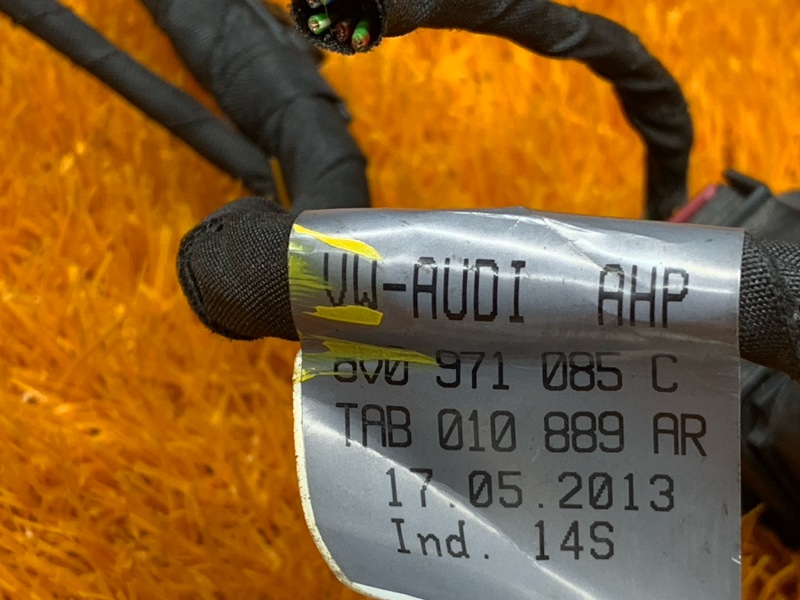 VW-AUDI AHP
8V0 971 085 C
TAB 010 889 AR
17.05.2013
Ind. 14S